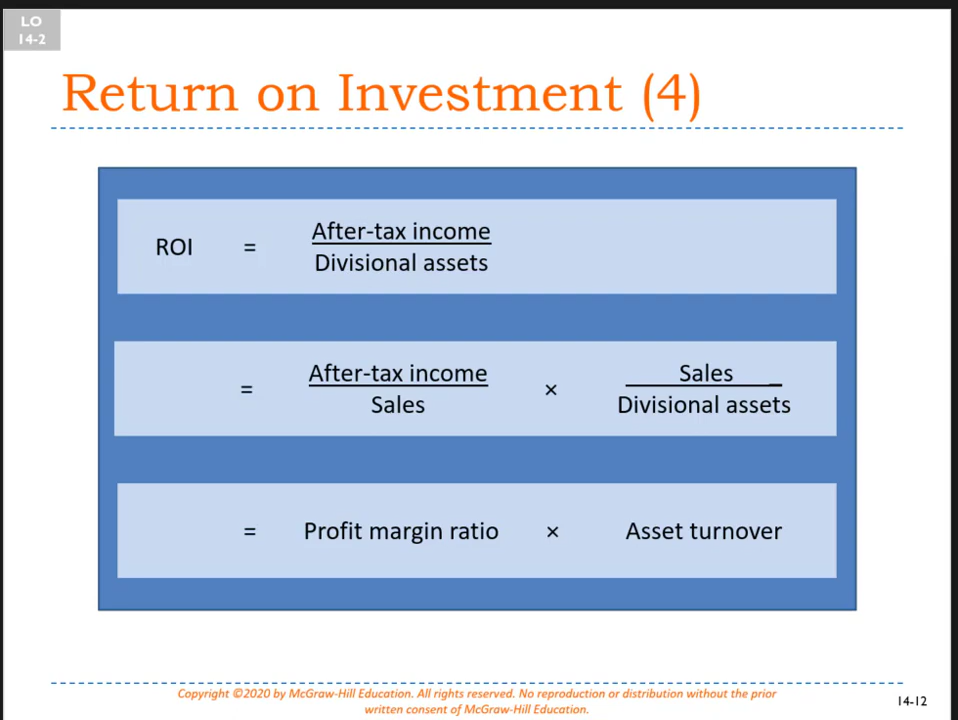 LO
14-2
Return on Investment (4)
ROI = After-tax income
Divisional assets
= After-tax income × Sales
Sales Divisional assets
= Profit margin ratio × Asset turnover
Copyright ©2020 by McGraw-Hill Education. All rights reserved. No reproduction or distribution without the prior
written consent of McGraw-Hill Education.
14-12